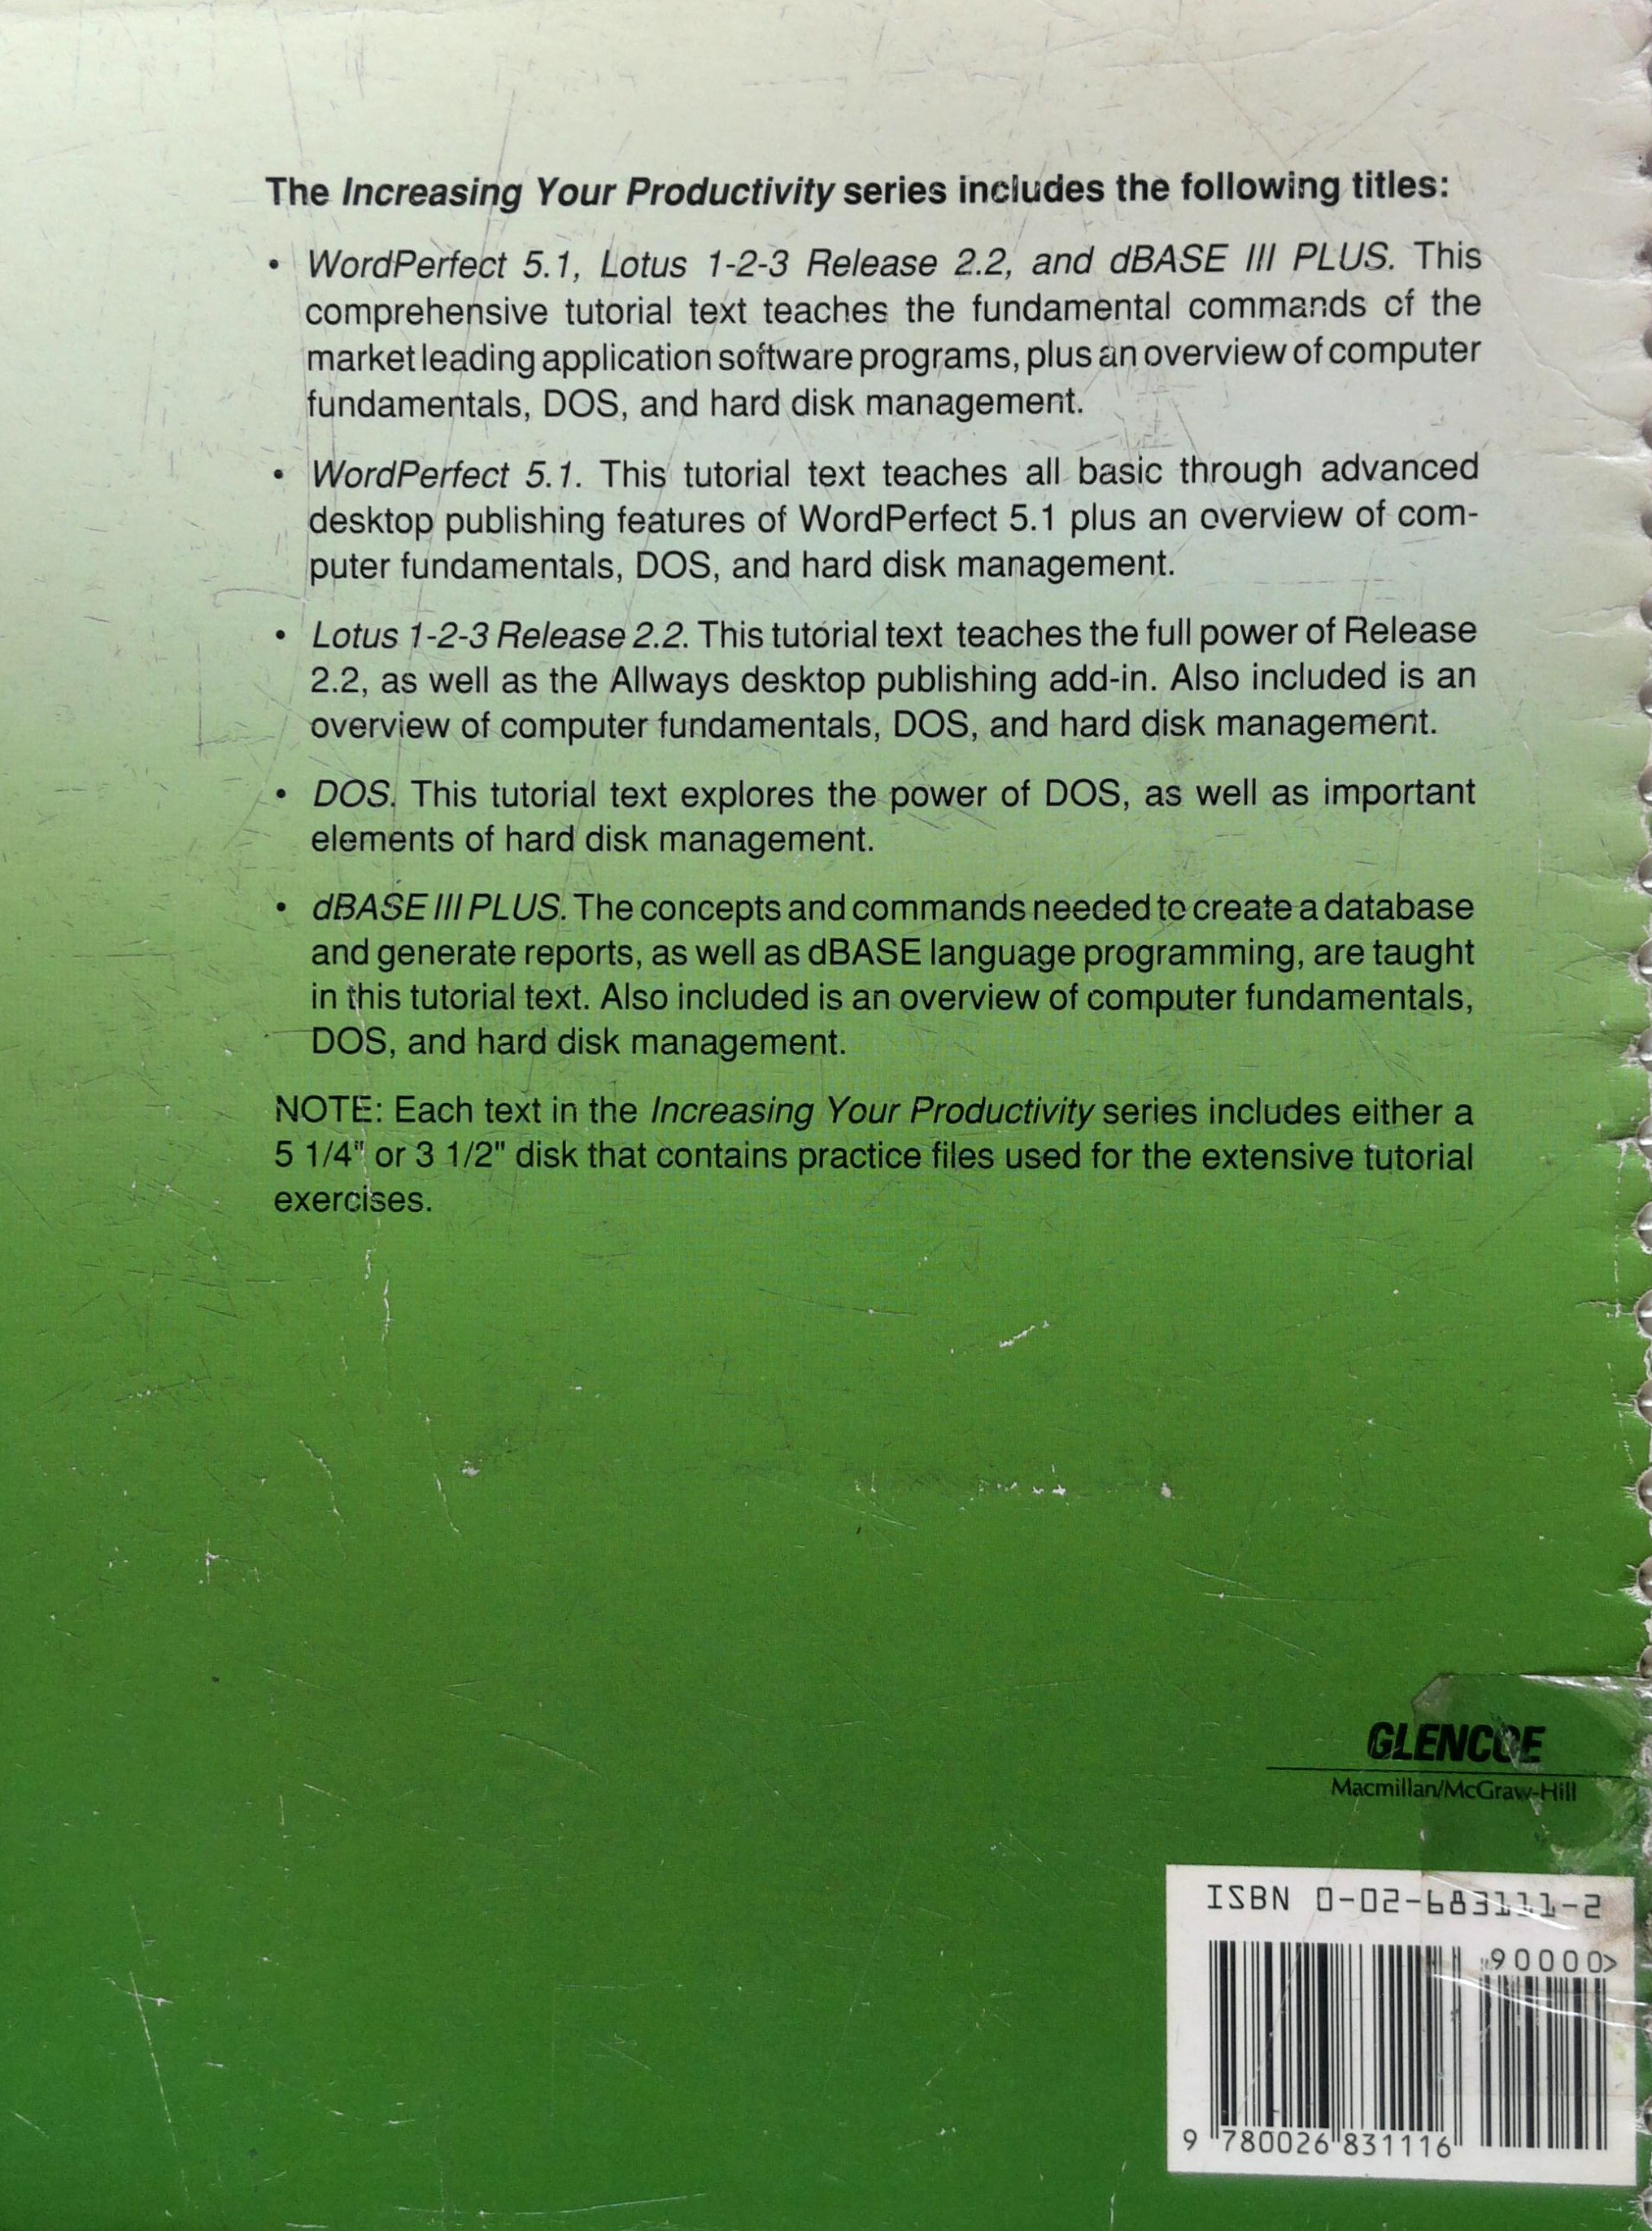 The Increasing Your Productivity series includes the following titles:
• WordPerfect 5.1, Lotus 1-2-3 Release 2.2, and dBASE III PLUS. This
comprehensive tutorial text teaches the fundamental commands of the
market leading application software programs, plus an overview of computer
fundamentals, DOS, and hard disk management.
• WordPerfect 5.1. This tutorial text teaches all basic through advanced
desktop publishing features of WordPerfect 5.1 plus an overview of com-
puter fundamentals, DOS, and hard disk management.
• Lotus 1-2-3 Release 2.2. This tutorial text teaches the full power of Release
2.2, as well as the Allways desktop publishing add-in. Also included is an
overview of computer fundamentals, DOS, and hard disk management.
• DOS. This tutorial text explores the power of DOS, as well as important
elements of hard disk management.
• dBASE III PLUS. The concepts and commands needed to create a database
and generate reports, as well as dBASE language programming, are taught
in this tutorial text. Also included is an overview of computer fundamentals,
DOS, and hard disk management.
NOTE: Each text in the Increasing Your Productivity series includes either a
5 1/4" or 3 1/2" disk that contains practice files used for the extensive tutorial
exercises.
GLENCOE
Macmillan/McGraw-Hill
ISBN 0-02-683111-2
90000>
9 780026 831116